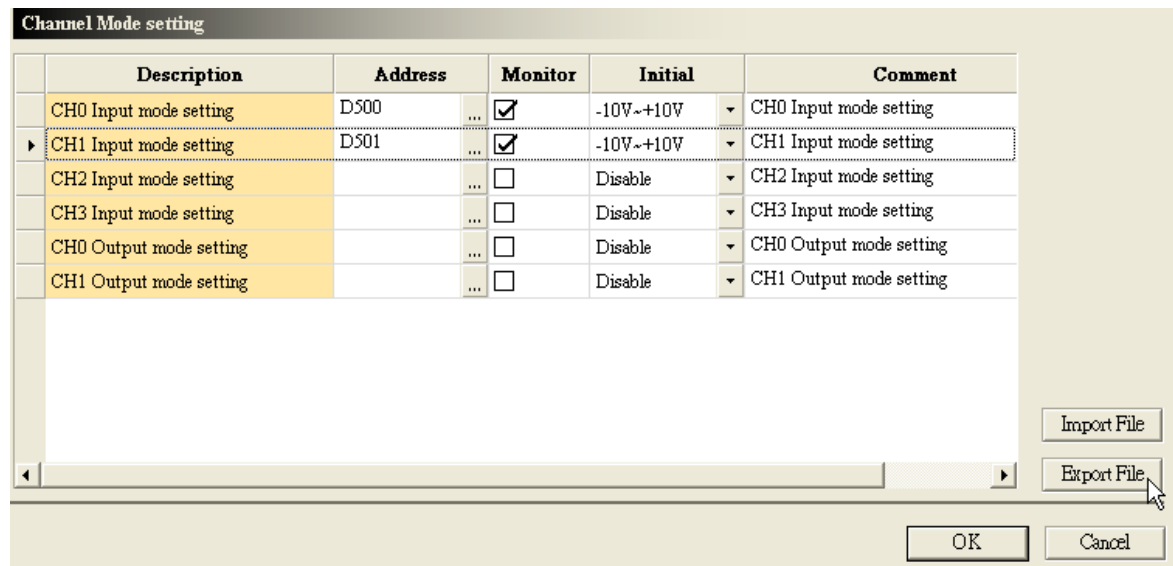 Channel Mode setting
Description Address Monitor Initial Comment
CH0 Input mode setting D500 ... -10V~+10V CH0 Input mode setting
CH1 Input mode setting D501 ... -10V~+10V CH1 Input mode setting
CH2 Input mode setting ... Disable CH2 Input mode setting
CH3 Input mode setting ... Disable CH3 Input mode setting
CH0 Output mode setting ... Disable CH0 Output mode setting
CH1 Output mode setting ... Disable CH1 Output mode setting
Import File
Export File
OK Cancel